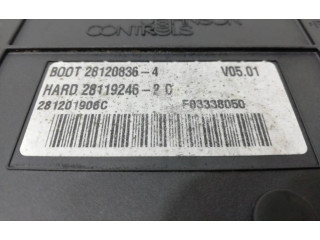 CONTROLS
BOOT 28120836-4 V05.01
HARD 28119246-2 C
281201906C F03338050